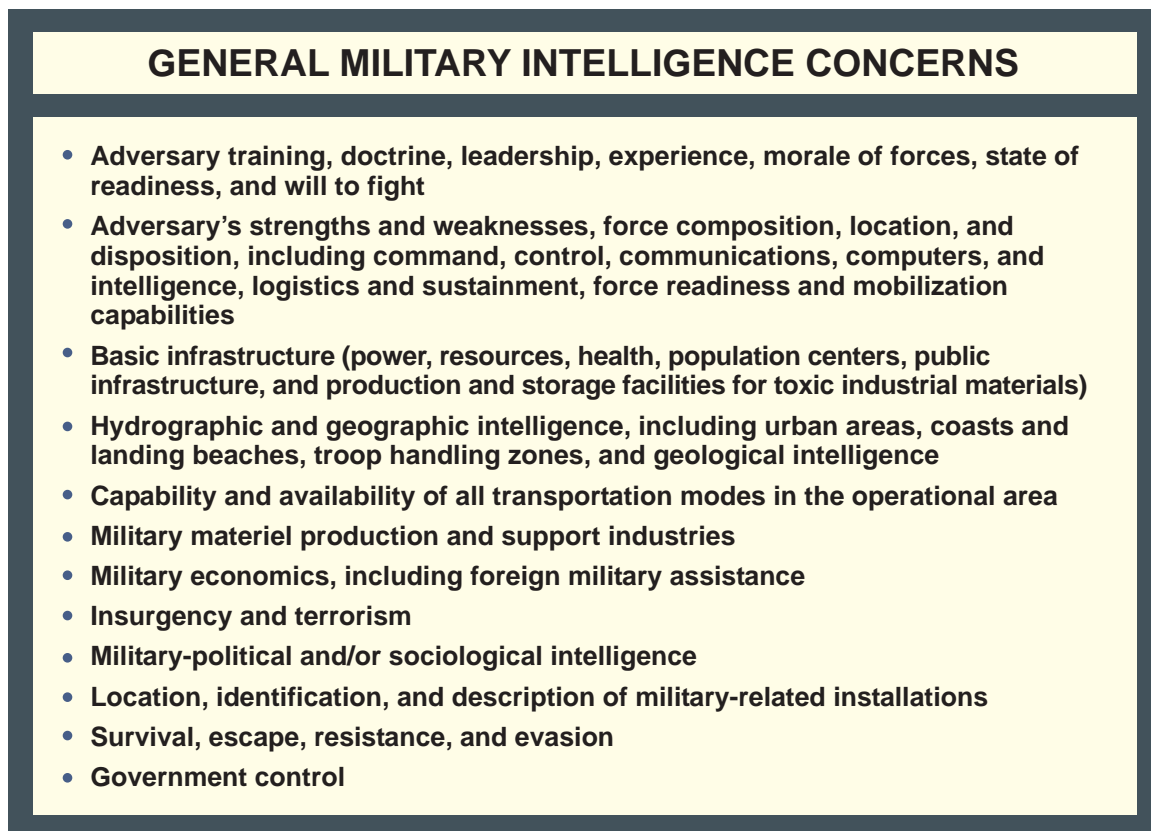 GENERAL MILITARY INTELLIGENCE CONCERNS
• Adversary training, doctrine, leadership, experience, morale of forces, state of
readiness, and will to fight
• Adversary’s strengths and weaknesses, force composition, location, and
disposition, including command, control, communications, computers, and
intelligence, logistics and sustainment, force readiness and mobilization
capabilities
• Basic infrastructure (power, resources, health, population centers, public
infrastructure, and production and storage facilities for toxic industrial materials)
• Hydrographic and geographic intelligence, including urban areas, coasts and
landing beaches, troop handling zones, and geological intelligence
• Capability and availability of all transportation modes in the operational area
• Military materiel production and support industries
• Military economics, including foreign military assistance
• Insurgency and terrorism
• Military-political and/or sociological intelligence
• Location, identification, and description of military-related installations
• Survival, escape, resistance, and evasion
• Government control